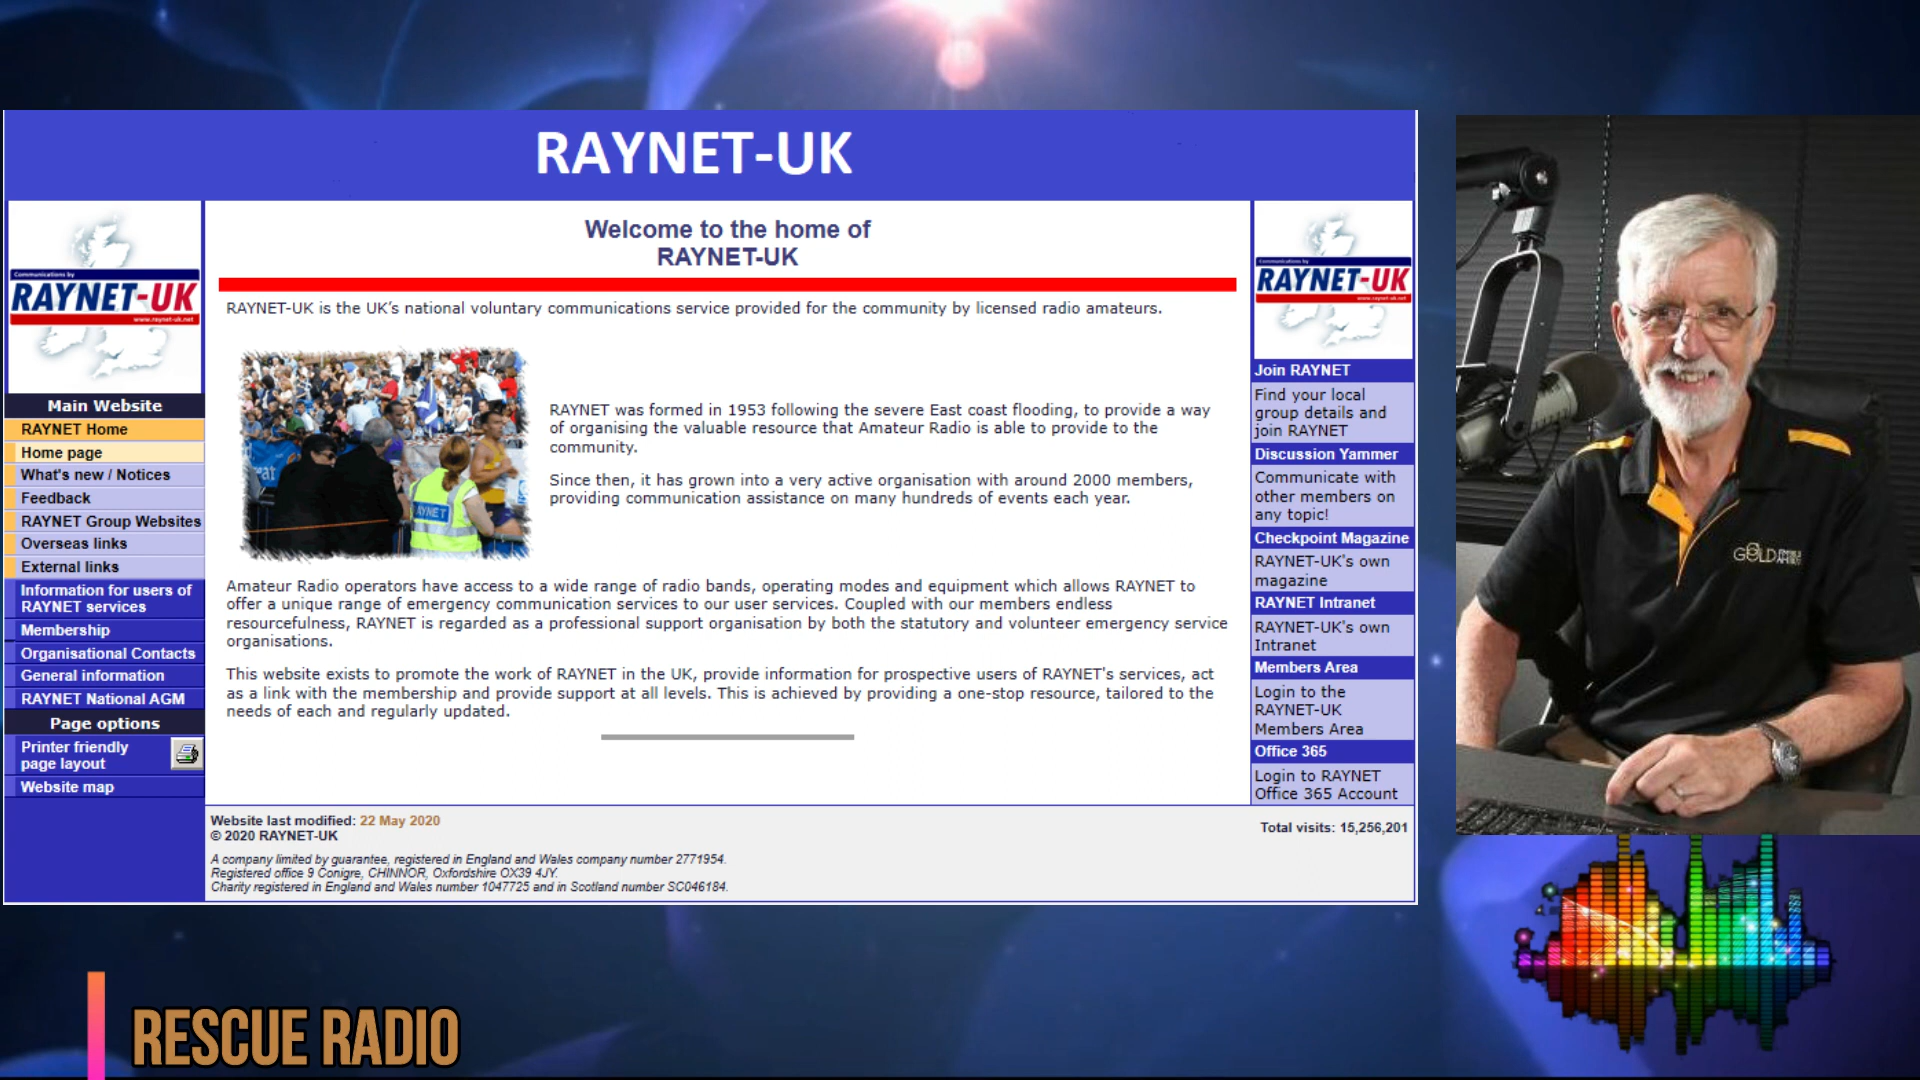 RAYNET-UK
Communications by
RAYNET-UK
www.raynet-uk.net
Main Website
RAYNET Home
Home page
What's new / Notices
Feedback
RAYNET Group Websites
Overseas links
External links
Information for users of
RAYNET services
Membership
Organisational Contacts
General information
RAYNET National AGM
Page options
Printer friendly
page layout
Website map
Welcome to the home of
RAYNET-UK
RAYNET-UK is the UK's national voluntary communications service provided for the community by licensed radio amateurs.
RAYNET
RAYNET was formed in 1953 following the severe East coast flooding, to provide a way
of organising the valuable resource that Amateur Radio is able to provide to the
community.
Since then, it has grown into a very active organisation with around 2000 members,
providing communication assistance on many hundreds of events each year.
Amateur Radio operators have access to a wide range of radio bands, operating modes and equipment which allows RAYNET to
offer a unique range of emergency communication services to our user services. Coupled with our members endless
resourcefulness, RAYNET is regarded as a professional support organisation by both the statutory and volunteer emergency service
organisations.
This website exists to promote the work of RAYNET in the UK, provide information for prospective users of RAYNET's services, act
as a link with the membership and provide support at all levels. This is achieved by providing a one-stop resource, tailored to the
needs of each and regularly updated.
Communications by
RAYNET-UK
www.raynet-uk.net
Join RAYNET
Find your local
group details and
join RAYNET
Discussion Yammer
Communicate with
other members on
any topic!
Checkpoint Magazine
RAYNET-UK's own
magazine
RAYNET Intranet
RAYNET-UK's own
Intranet
Members Area
Login to the
RAYNET-UK
Members Area
Office 365
Login to RAYNET
Office 365 Account
Website last modified: 22 May 2020
© 2020 RAYNET-UK
Total visits: 15,256,201
A company limited by guarantee, registered in England and Wales company number 2771954.
Registered office 9 Conigre, CHINNOR, Oxfordshire OX39 4JY.
Charity registered in England and Wales number 1047725 and in Scotland number SC046184.
GOLD
RESCUE RADIO